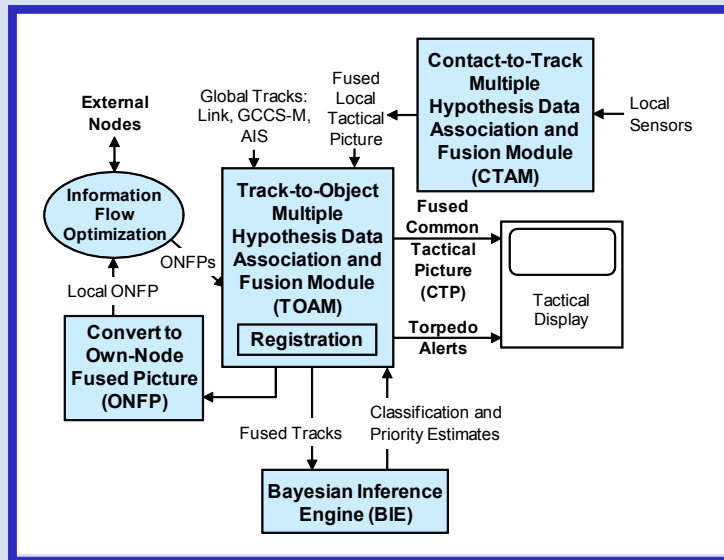 External
Nodes
Global Tracks:
Link, GCCS-M,
AIS
Fused
Local
Tactical
Picture
Contact-to-Track
Multiple
Hypothesis Data
Association and
Fusion Module
(CTAM)
Local
Sensors
Information
Flow
Optimization
ONFPs
Track-to-Object
Multiple
Hypothesis Data
Association and
Fusion Module
(TOAM)
Registration
Fused
Common
Tactical
Picture
(CTP)
Torpedo
Alerts
Tactical
Display
Local ONFP
Convert to
Own-Node
Fused Picture
(ONFP)
Fused Tracks
Classification and
Priority Estimates
Bayesian Inference
Engine (BIE)